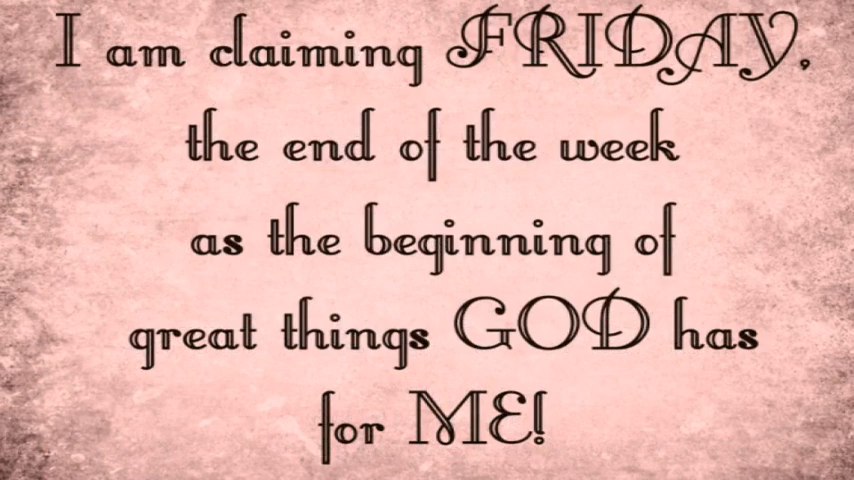 I am claiming FRIDAY,
the end of the week
as the beginning of
great things GOD has
for ME!